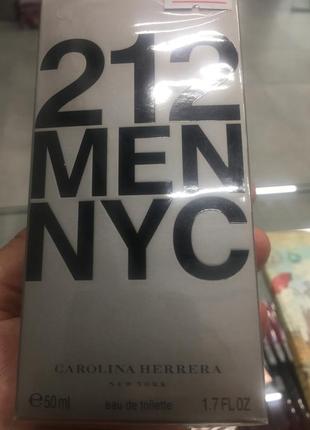 212
MEN
NYC
CAROLINA HERRERA
NEW YORK
℮50ml eau de toilette 1.7 FL OZ